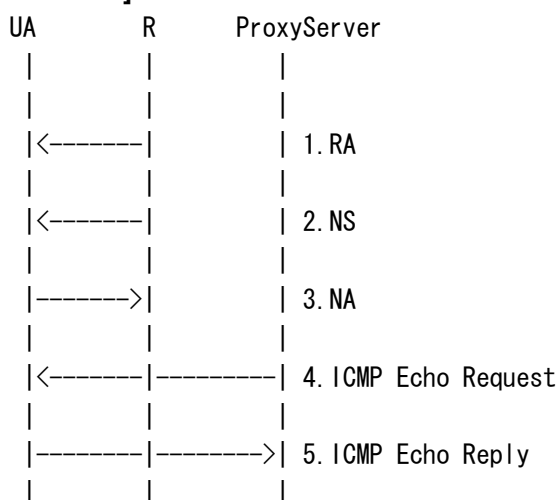 UA R ProxyServer
1.RA
2.NS
3.NA
4.ICMP Echo Request
5.ICMP Echo Reply